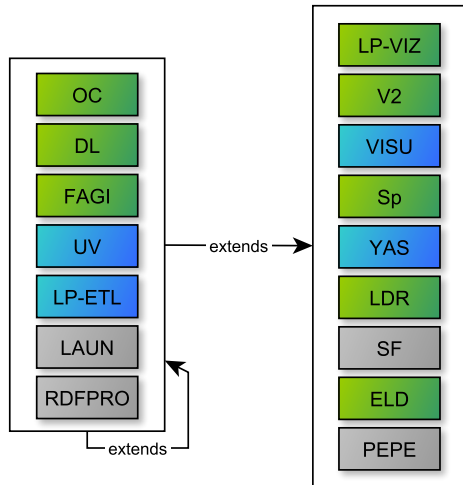 OC
DL
FAGI
UV
LP-ETL
LAUN
RDFPRO
extends
extends
LP-VIZ
V2
VISU
Sp
YAS
LDR
SF
ELD
PEPE